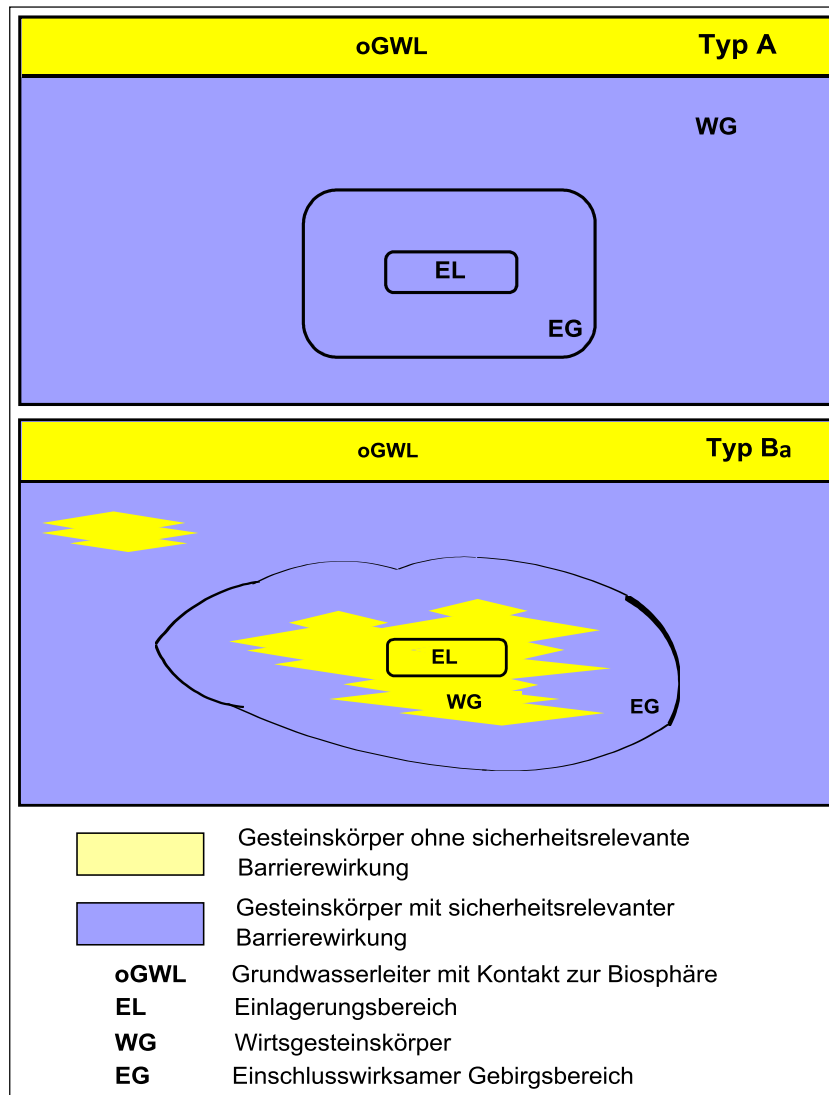 oGWL Typ A
WG
EL
EG
oGWL Typ Ba
EL
WG EG
Gesteinskörper ohne sicherheitsrelevante
Barrierewirkung
Gesteinskörper mit sicherheitsrelevanter
Barrierewirkung
oGWL Grundwasserleiter mit Kontakt zur Biosphäre
EL Einlagerungsbereich
WG Wirtsgesteinskörper
EG Einschlusswirksamer Gebirgsbereich